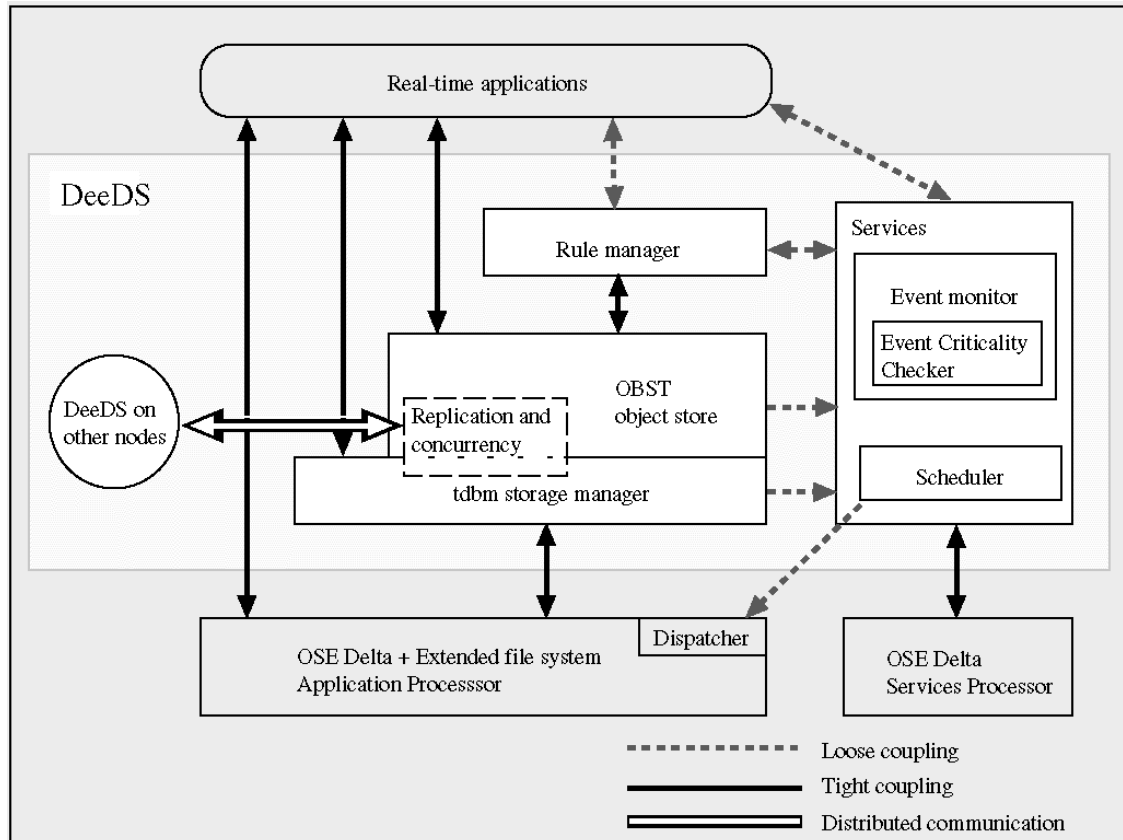 Real-time applications
DeeDS
Services
Rule manager
Event monitor
Event Criticality
Checker
OBST
object store
DeeDS on
other nodes
Replication and
concurrency
Scheduler
tdbm storage manager
Dispatcher
OSE Delta + Extended file system
Application Processsor
OSE Delta
Services Processor
Loose coupling
Tight coupling
Distributed communication